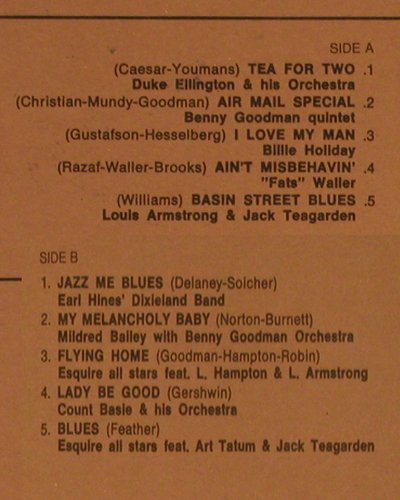 SIDE A
(Caesar-Youmans) TEA FOR TWO .1
Duke Ellington & his Orchestra
(Christian-Mundy-Goodman) AIR MAIL SPECIAL .2
Benny Goodman quintet
(Gustafson-Hesselberg) I LOVE MY MAN .3
Billie Holiday
(Razaf-Waller-Brooks) AIN'T MISBEHAVIN' .4
"Fats" Waller
(Williams) BASIN STREET BLUES .5
Louis Armstrong & Jack Teagarden
SIDE B
1. JAZZ ME BLUES (Delaney-Solcher)
Earl Hines' Dixieland Band
2. MY MELANCHOLY BABY (Norton-Burnett)
Mildred Bailey with Benny Goodman Orchestra
3. FLYING HOME (Goodman-Hampton-Robin)
Esquire all stars feat. L. Hampton & L. Armstrong
4. LADY BE GOOD (Gershwin)
Count Basie & his Orchestra
5. BLUES (Feather)
Esquire all stars feat. Art Tatum & Jack Teagarden